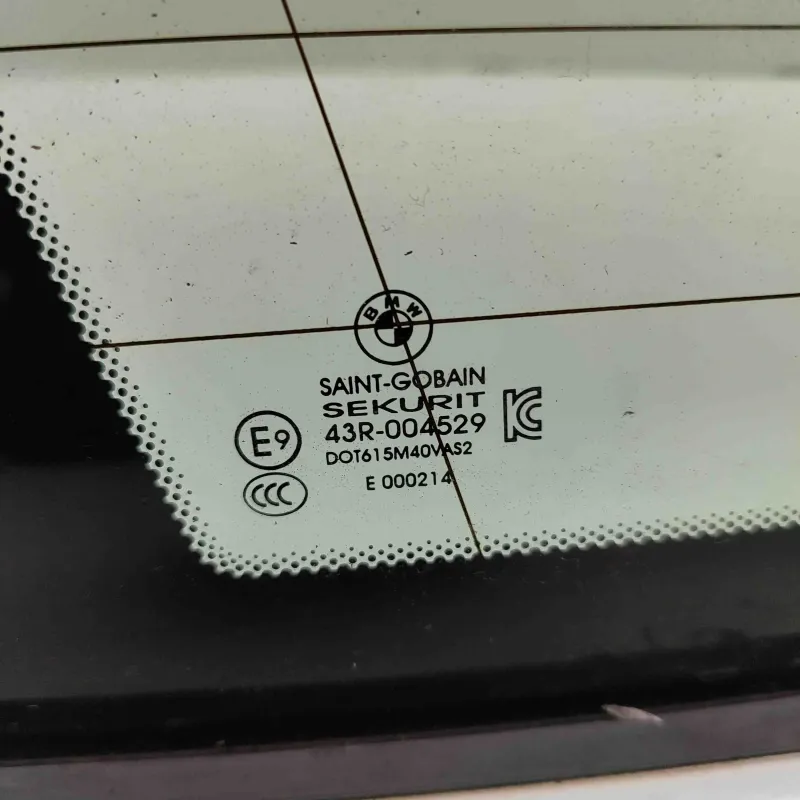 BMW
SAINT-GOBAIN
SEKURIT
E9
43R-004529
KC
DOT615M40VAS2
CCC
E 000214